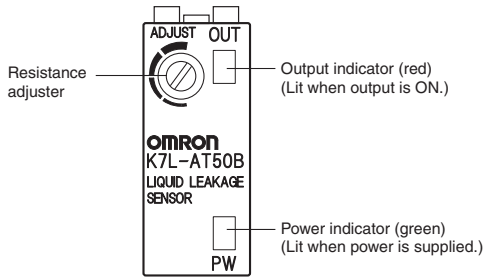 ADJUST OUT
Resistance
adjuster
Output indicator (red)
(Lit when output is ON.)
OMRON
K7L-AT50B
LIQUID LEAKAGE
SENSOR
Power indicator (green)
(Lit when power is supplied.)
PW